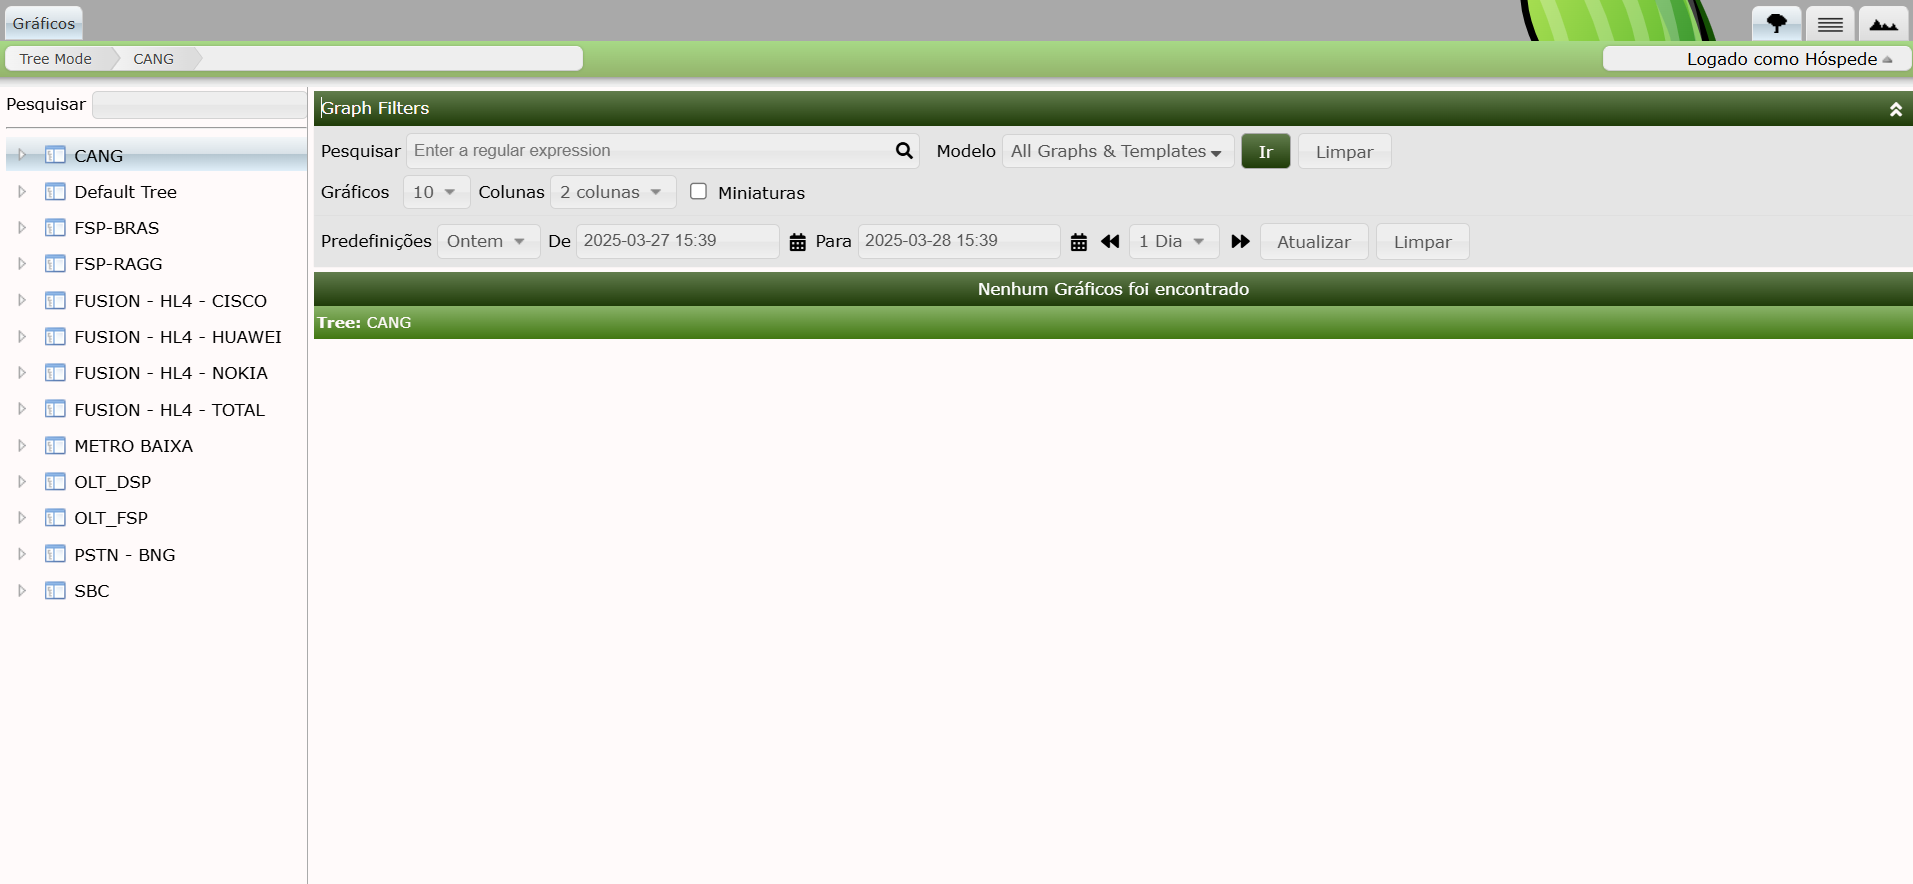 Gráficos
Tree Mode
CANG
Logado como Hóspede
Pesquisar
CANG
Default Tree
FSP-BRAS
FSP-RAGG
FUSION - HL4 - CISCO
FUSION - HL4 - HUAWEI
FUSION - HL4 - NOKIA
FUSION - HL4 - TOTAL
METRO BAIXA
OLT_DSP
OLT_FSP
PSTN - BNG
SBC
Graph Filters
Pesquisar Enter a regular expression Modelo All Graphs & Templates Ir Limpar
Gráficos 10 Colunas 2 colunas Miniaturas
Predefinições Ontem De 2025-03-27 15:39 Para 2025-03-28 15:39 1 Dia Atualizar Limpar
Nenhum Gráficos foi encontrado
Tree: CANG